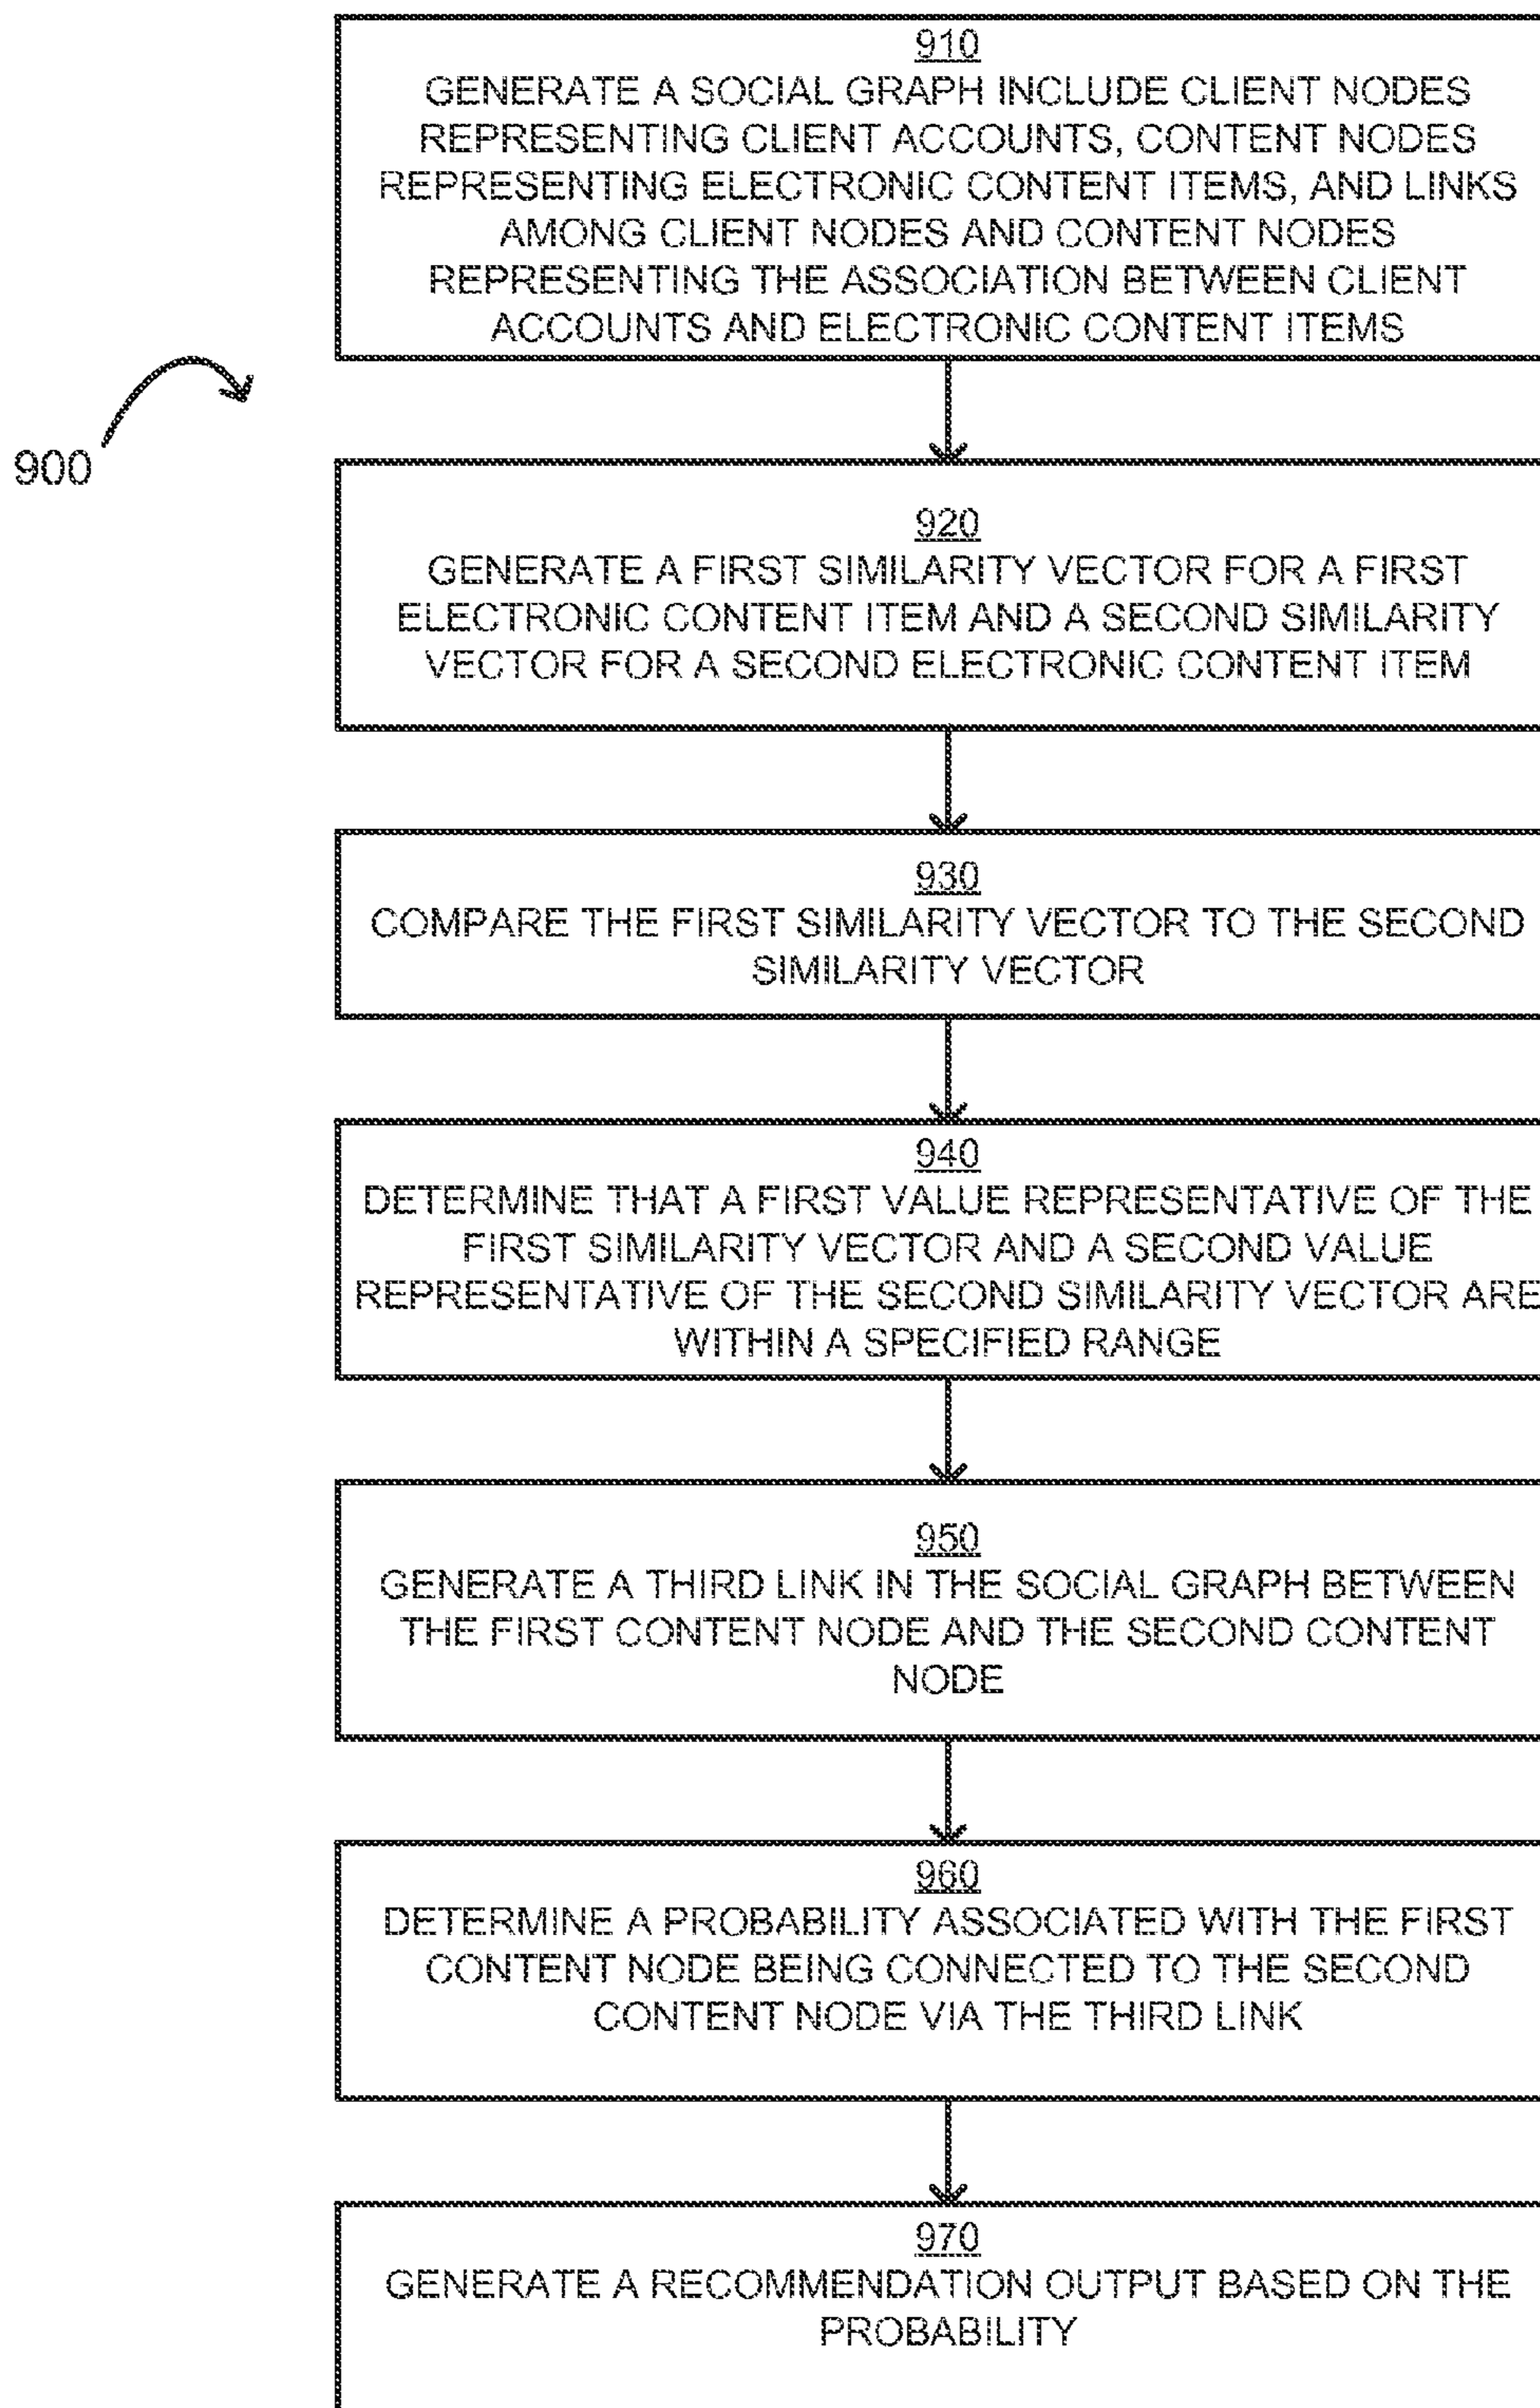 910
GENERATE A SOCIAL GRAPH INCLUDE CLIENT NODES
REPRESENTING CLIENT ACCOUNTS, CONTENT NODES
REPRESENTING ELECTRONIC CONTENT ITEMS, AND LINKS
AMONG CLIENT NODES AND CONTENT NODES
REPRESENTING THE ASSOCIATION BETWEEN CLIENT
ACCOUNTS AND ELECTRONIC CONTENT ITEMS
900
920
GENERATE A FIRST SIMILARITY VECTOR FOR A FIRST
ELECTRONIC CONTENT ITEM AND A SECOND SIMILARITY
VECTOR FOR A SECOND ELECTRONIC CONTENT ITEM
930
COMPARE THE FIRST SIMILARITY VECTOR TO THE SECOND
SIMILARITY VECTOR
940
DETERMINE THAT A FIRST VALUE REPRESENTATIVE OF THE
FIRST SIMILARITY VECTOR AND A SECOND VALUE
REPRESENTATIVE OF THE SECOND SIMILARITY VECTOR ARE
WITHIN A SPECIFIED RANGE
950
GENERATE A THIRD LINK IN THE SOCIAL GRAPH BETWEEN
THE FIRST CONTENT NODE AND THE SECOND CONTENT
NODE
960
DETERMINE A PROBABILITY ASSOCIATED WITH THE FIRST
CONTENT NODE BEING CONNECTED TO THE SECOND
CONTENT NODE VIA THE THIRD LINK
970
GENERATE A RECOMMENDATION OUTPUT BASED ON THE
PROBABILITY